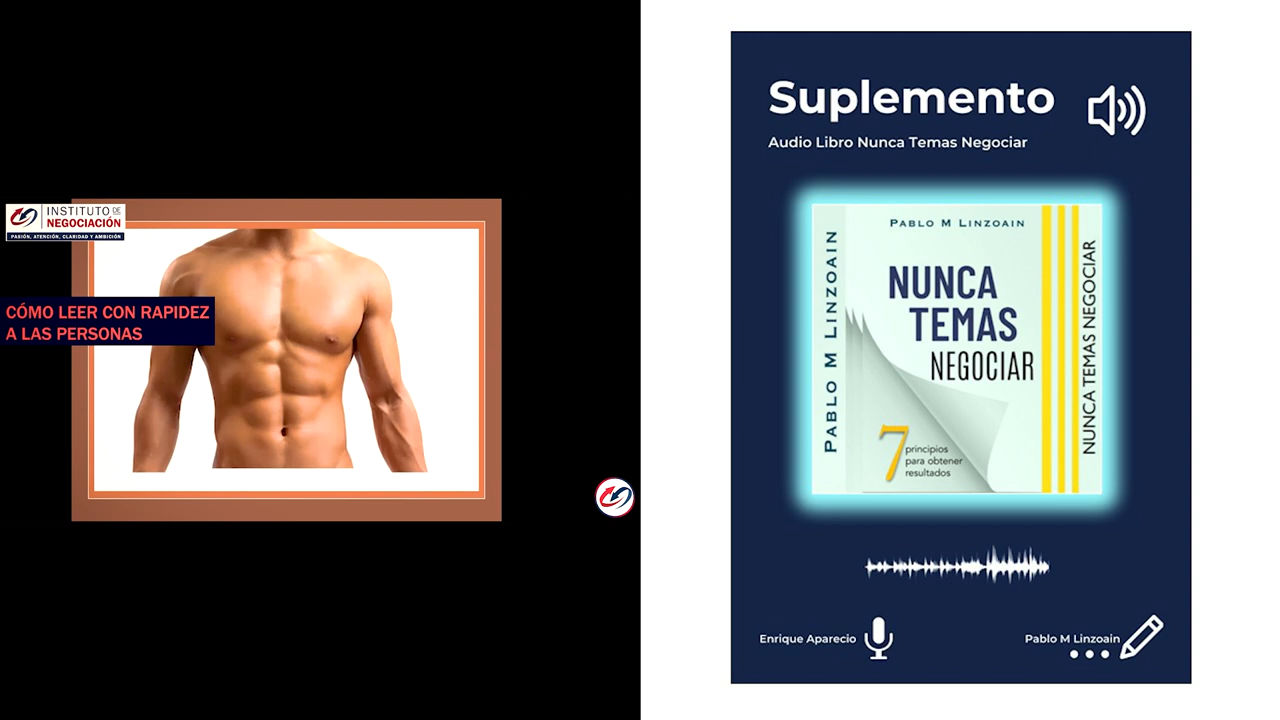 INSTITUTO DE
NEGOCIACIÓN
PASIÓN, ATENCIÓN, CLARIDAD Y AMBICIÓN
CÓMO LEER CON RAPIDEZ
A LAS PERSONAS
Suplemento
Audio Libro Nunca Temas Negociar
PABLO M LINZOAIN
PABLO M LINZOAIN
NUNCA
TEMAS
NEGOCIAR
7 principios
para obtener
resultados
NUNCA TEMAS NEGOCIAR
Enrique Aparecio
Pablo M Linzoain